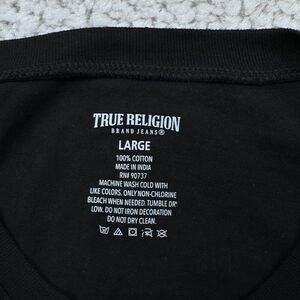 TRUE RELIGION
BRAND JEANS®
LARGE
100% COTTON
MADE IN INDIA
RN# 90737
MACHINE WASH COLD WITH
LIKE COLORS. ONLY NON-CHLORINE
BLEACH WHEN NEEDED. TUMBLE DRY
LOW. DO NOT IRON DECORATION
DO NOT DRY CLEAN.